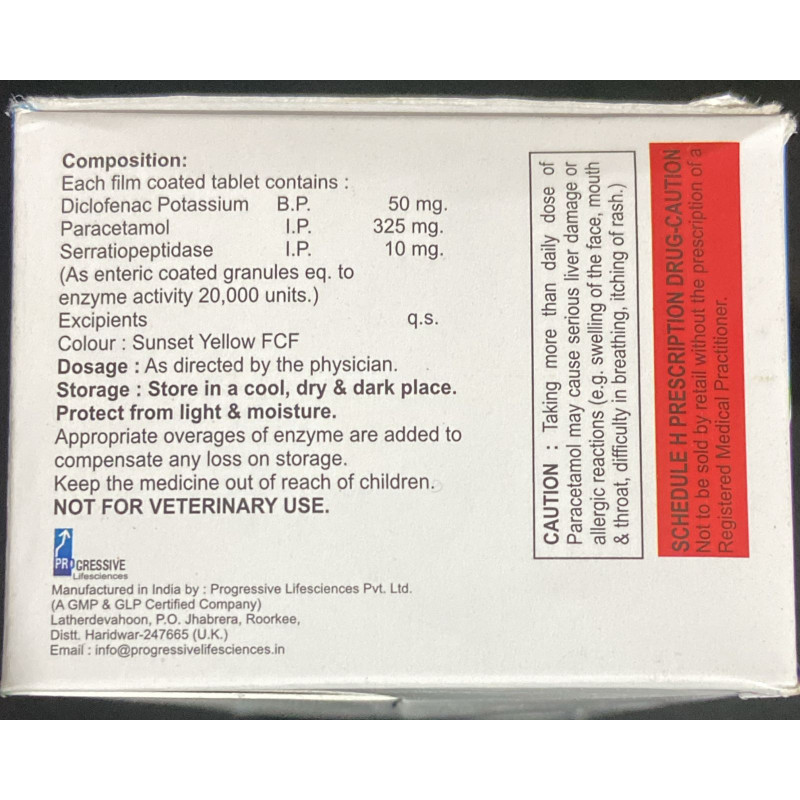 Composition:
Each film coated tablet contains :
Diclofenac Potassium B.P. 50 mg.
Paracetamol I.P. 325 mg.
Serratiopeptidase I.P. 10 mg.
(As enteric coated granules eq. to
enzyme activity 20,000 units.)
Excipients q.s.
Colour : Sunset Yellow FCF
Dosage : As directed by the physician.
Storage : Store in a cool, dry & dark place.
Protect from light & moisture.
Appropriate overages of enzyme are added to
compensate any loss on storage.
Keep the medicine out of reach of children.
NOT FOR VETERINARY USE.
PROGRESSIVE
Lifesciences
Manufactured in India by : Progressive Lifesciences Pvt. Ltd.
(A GMP & GLP Certified Company)
Latherdevahoon, P.O. Jhabrera, Roorkee,
Distt. Haridwar-247665 (U.K.)
Email : info@progressivelifesciences.in
CAUTION : Taking more than daily dose of
Paracetamol may cause serious liver damage or
allergic reactions (e.g. swelling of the face, mouth
& throat, difficulty in breathing, itching of rash.)
SCHEDULE H PRESCRIPTION DRUG-CAUTION
Not to be sold by retail without the prescription of a
Registered Medical Practitioner.